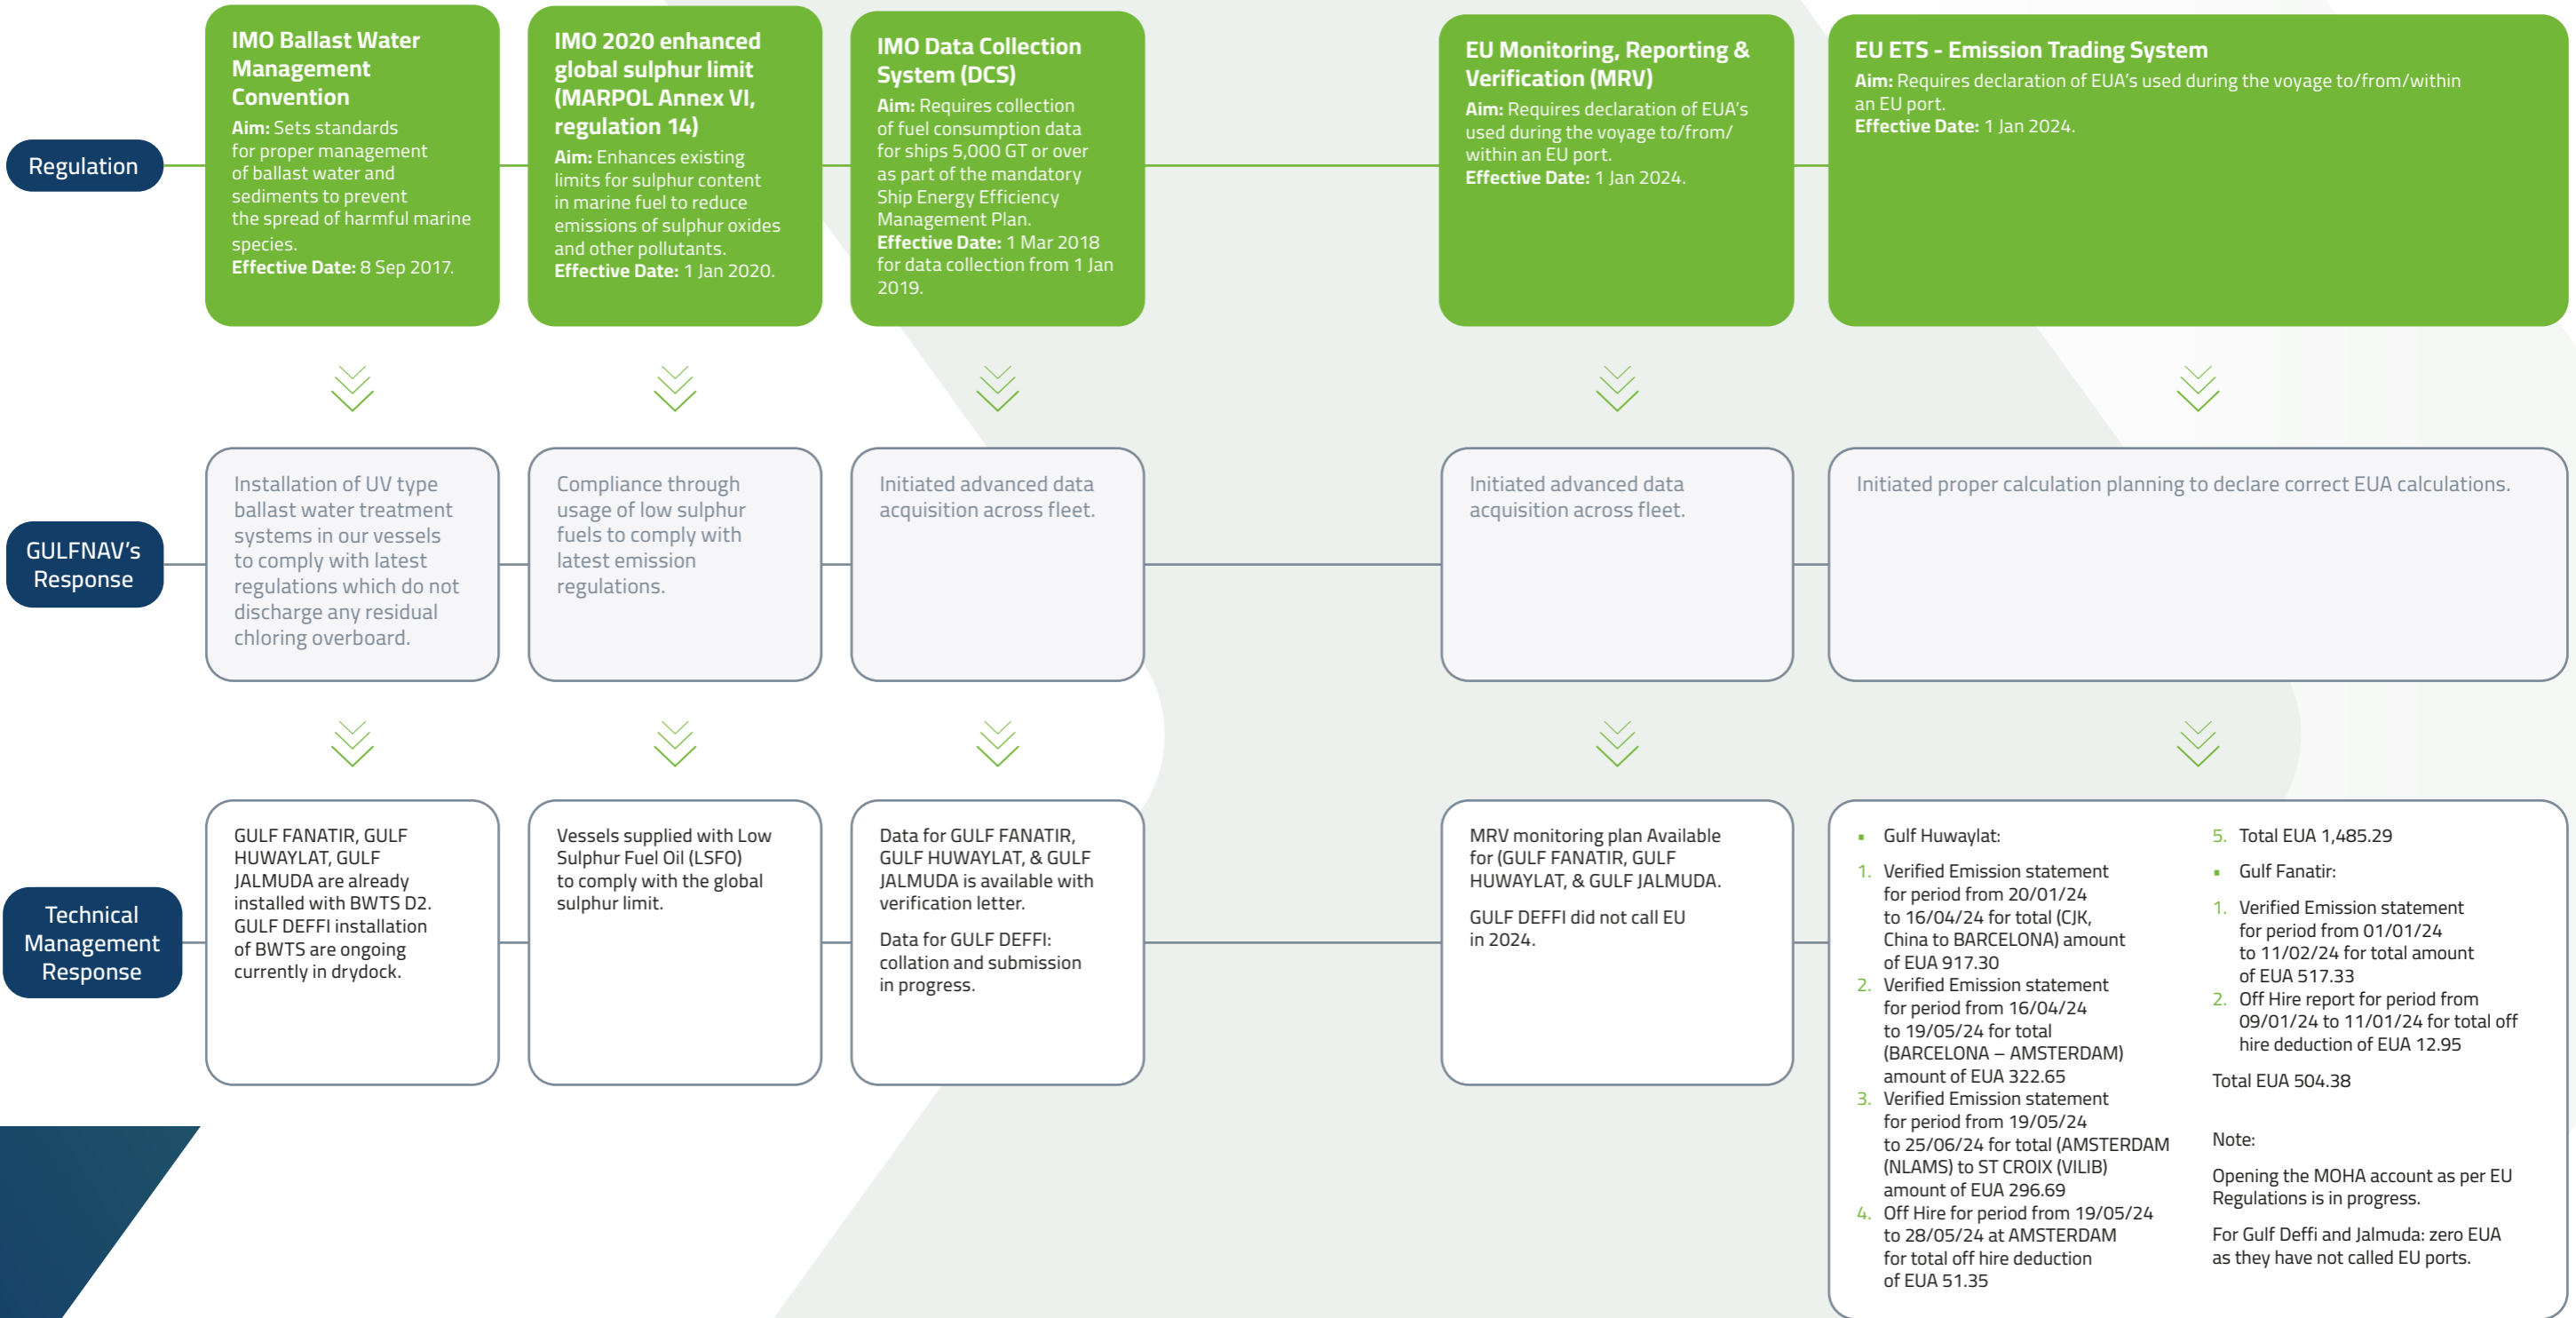 Regulation
IMO Ballast Water
Management
Convention
Aim: Sets standards
for proper management
of ballast water and
sediments to prevent
the spread of harmful marine
species.
Effective Date: 8 Sep 2017.
IMO 2020 enhanced
global sulphur limit
(MARPOL Annex VI,
regulation 14)
Aim: Enhances existing
limits for sulphur content
in marine fuel to reduce
emissions of sulphur oxides
and other pollutants.
Effective Date: 1 Jan 2020.
IMO Data Collection
System (DCS)
Aim: Requires collection
of fuel consumption data
for ships 5,000 GT or over
as part of the mandatory
Ship Energy Efficiency
Management Plan.
Effective Date: 1 Mar 2018
for data collection from 1 Jan
2019.
EU Monitoring, Reporting &
Verification (MRV)
Aim: Requires declaration of EUA's
used during the voyage to/from/
within an EU port.
Effective Date: 1 Jan 2024.
EU ETS - Emission Trading System
Aim: Requires declaration of EUA's used during the voyage to/from/within
an EU port.
Effective Date: 1 Jan 2024.
GULFNAV's
Response
Installation of UV type
ballast water treatment
systems in our vessels
to comply with latest
regulations which do not
discharge any residual
chloring overboard.
Compliance through
usage of low sulphur
fuels to comply with
latest emission
regulations.
Initiated advanced data
acquisition across fleet.
Initiated advanced data
acquisition across fleet.
Initiated proper calculation planning to declare correct EUA calculations.
Technical
Management
Response
GULF FANATIR, GULF
HUWAYLAT, GULF
JALMUDA are already
installed with BWTS D2.
GULF DEFFI installation
of BWTS are ongoing
currently in drydock.
Vessels supplied with Low
Sulphur Fuel Oil (LSFO)
to comply with the global
sulphur limit.
Data for GULF FANATIR,
GULF HUWAYLAT, & GULF
JALMUDA is available with
verification letter.
Data for GULF DEFFI:
collation and submission
in progress.
MRV monitoring plan Available
for (GULF FANATIR, GULF
HUWAYLAT, & GULF JALMUDA.
GULF DEFFI did not call EU
in 2024.
▪ Gulf Huwaylat:
1. Verified Emission statement
for period from 20/01/24
to 16/04/24 for total (CJK,
China to BARCELONA) amount
of EUA 917.30
2. Verified Emission statement
for period from 16/04/24
to 19/05/24 for total
(BARCELONA – AMSTERDAM)
amount of EUA 322.65
3. Verified Emission statement
for period from 19/05/24
to 25/06/24 for total (AMSTERDAM
(NLAMS) to ST CROIX (VILIB)
amount of EUA 296.69
4. Off Hire for period from 19/05/24
to 28/05/24 at AMSTERDAM
for total off hire deduction
of EUA 51.35
5. Total EUA 1,485.29
▪ Gulf Fanatir:
1. Verified Emission statement
for period from 01/01/24
to 11/02/24 for total amount
of EUA 517.33
2. Off Hire report for period from
09/01/24 to 11/01/24 for total off
hire deduction of EUA 12.95
Total EUA 504.38
Note:
Opening the MOHA account as per EU
Regulations is in progress.
For Gulf Deffi and Jalmuda: zero EUA
as they have not called EU ports.